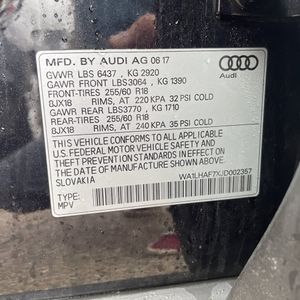 MFD. BY AUDI AG 06 17
GVWR LBS 6437 , KG 2920
GAWR FRONT LBS3064 , KG 1390
FRONT-TIRES 255/60 R18
8JX18 RIMS, AT 220 KPA 32 PSI COLD
GAWR REAR LBS3770 , KG 1710
REAR-TIRES 255/60 R18
8JX18 RIMS, AT 240 KPA 35 PSI COLD
THIS VEHICLE CONFORMS TO ALL APPLICABLE
U.S. FEDERAL MOTOR VEHICLE SAFETY AND
THEFT PREVENTION STANDARDS IN EFFECT ON
THE DATE OF MANUFACTURE SHOWN ABOVE.
SLOVAKIA
WA1LHAF7XJD002357
TYPE:
MPV
Audi